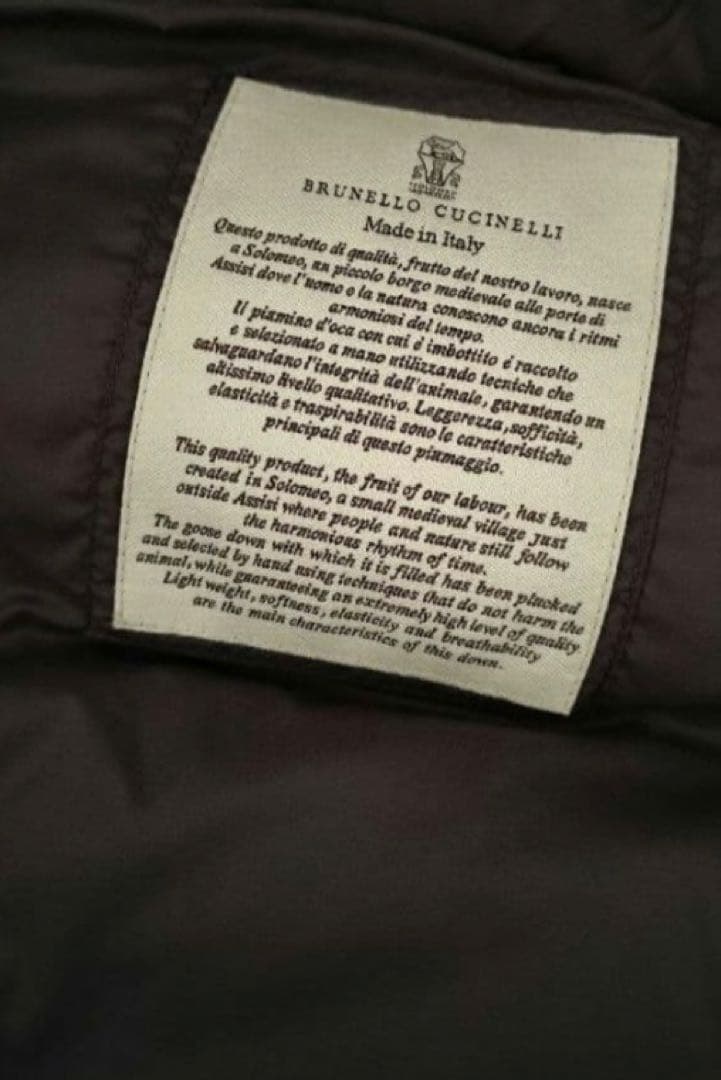 BRUNELLO CUCINELLI
Made in Italy
Questo prodotto di qualità, frutto del nostro lavoro, nasce
a Solomeo, un piccolo borgo medievale alle porte di
Assisi dove l'uomo e la natura conoscono ancora i ritmi
armoniosi del tempo.
Il piumino d'oca con cui é imbottito é raccolto
e selezionato a mano utilizzando tecniche che
salvaguardano l'integrità dell'animale, garantendo un
altissimo livello qualitativo. Leggerezza, sofficità,
elasticità e traspirabilità sono le caratteristiche
principali di questo piumaggio.
This quality product, the fruit of our labour, has been
created in Solomeo, a small medieval village just
outside Assisi where people and nature still follow
the harmonious rhythm of time.
The goose down with which it is filled has been plucked
and selected by hand using techniques that do not harm the
animal, while guaranteeing an extremely high level of quality
Light weight, softness, elasticity and breathability
are the main characteristics of this down.